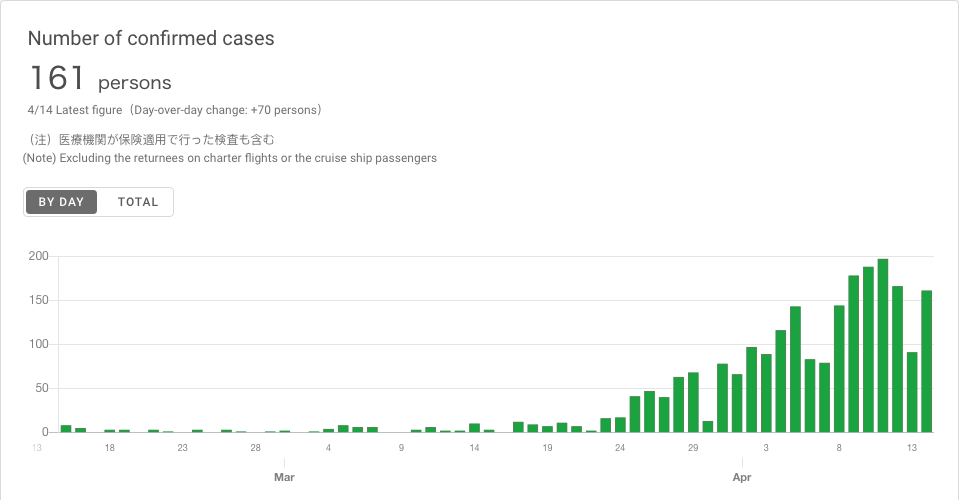 Number of confirmed cases
161 persons
4/14 Latest figure（Day-over-day change: +70 persons）
（注）医療機関が保険適用で行った検査も含む
(Note) Excluding the returnees on charter flights or the cruise ship passengers
BY DAY TOTAL
200
150
100
50
0
13 18 23 28 4 9 14 19 24 29 3 8 13
Mar Apr